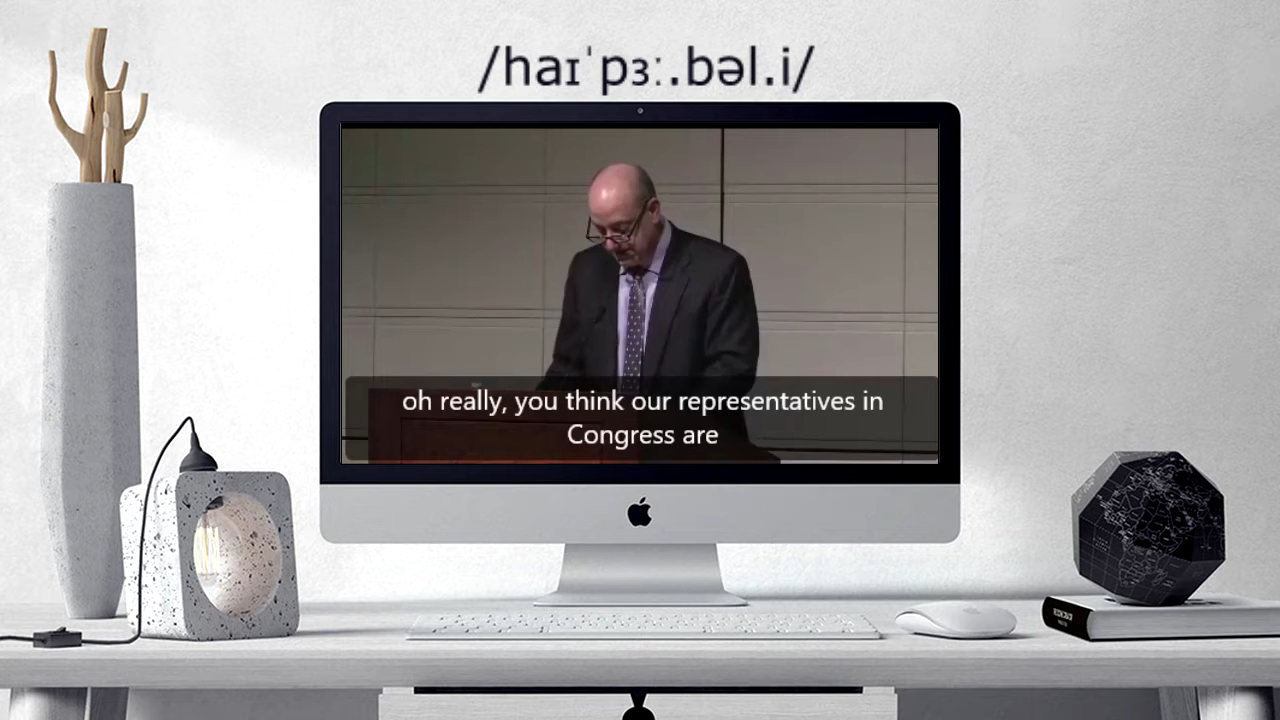 /haɪˈpɜː.bəl.i/
oh really, you think our representatives in
Congress are